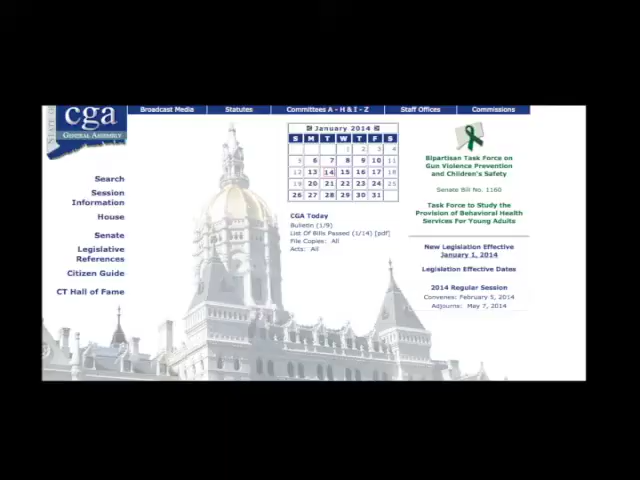 STATE OF
cga
GENERAL ASSEMBLY
Broadcast Media
Statutes
Committees A - H & I - Z
Staff Offices
Commissions
Search
Session
Information
House
Senate
Legislative
References
Citizen Guide
CT Hall of Fame
January 2014
S M T W T F S
1 2 3 4
5 6 7 8 9 10 11
12 13 14 15 16 17 18
19 20 21 22 23 24 25
26 27 28 29 30 31
CGA Today
Bulletin (1/9)
List Of Bills Passed (1/14) [pdf]
File Copies: All
Acts: All
Bipartisan Task Force on
Gun Violence Prevention
and Children's Safety
Senate Bill No. 1160
Task Force to Study the
Provision of Behavioral Health
Services For Young Adults
New Legislation Effective
January 1, 2014
Legislation Effective Dates
2014 Regular Session
Convenes: February 5, 2014
Adjourns: May 7, 2014